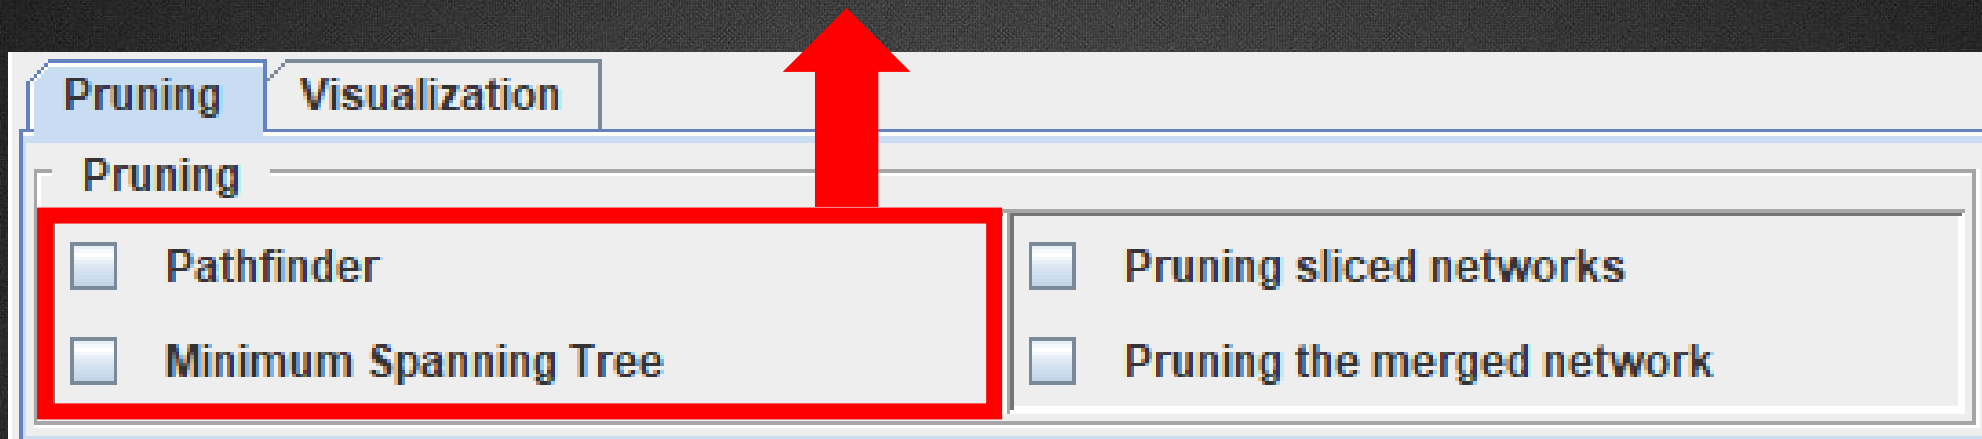 Pruning Visualization
Pruning
Pathfinder
Minimum Spanning Tree
Pruning sliced networks
Pruning the merged network